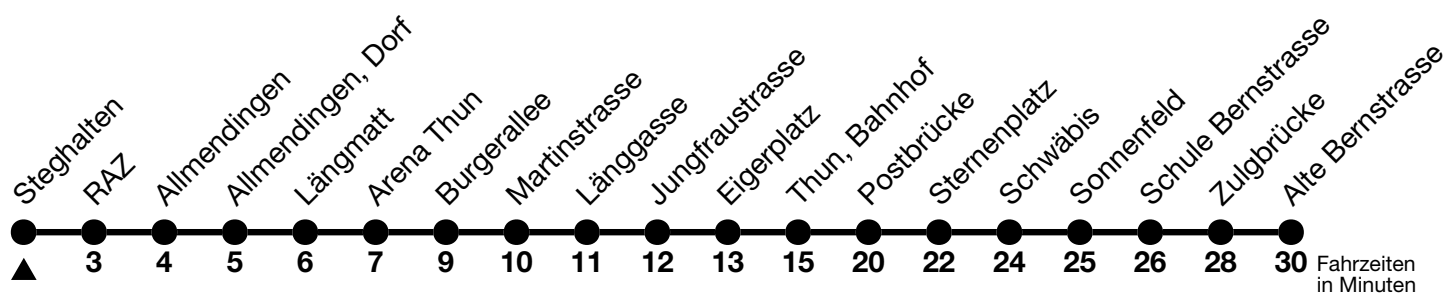 Steghalten
RAZ
Allmendingen
Allmendingen, Dorf
Längmatt
Arena Thun
Burgerallee
Martinstrasse
Länggasse
Jungfraustrasse
Eigerplatz
Thun, Bahnhof
Postbrücke
Sternenplatz
Schwäbis
Sonnenfeld
Schule Bernstrasse
Zulgbrücke
Alte Bernstrasse
3 4 5 6 7 9 10 11 12 13 15 20 22 24 25 26 28 30 Fahrzeiten
in Minuten